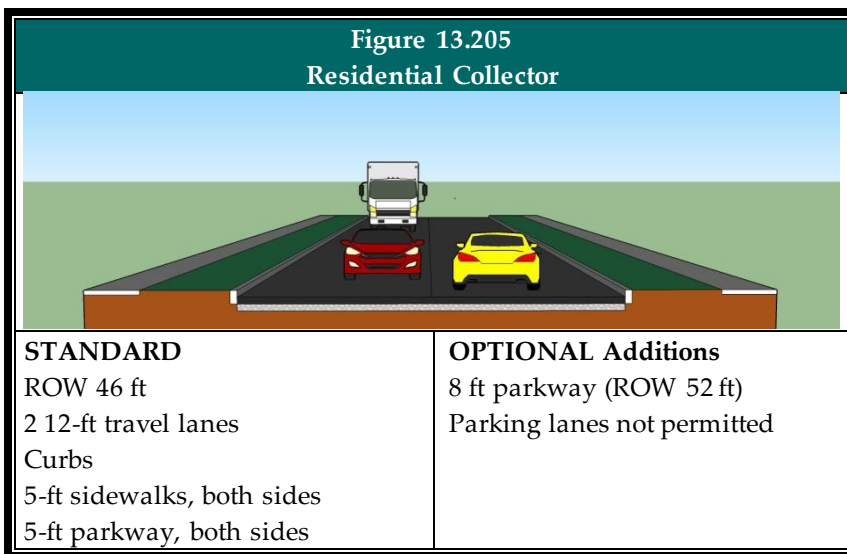 Figure 13.205
Residential Collector
STANDARD
ROW 46 ft
2 12-ft travel lanes
Curbs
5-ft sidewalks, both sides
5-ft parkway, both sides
OPTIONAL Additions
8 ft parkway (ROW 52 ft)
Parking lanes not permitted